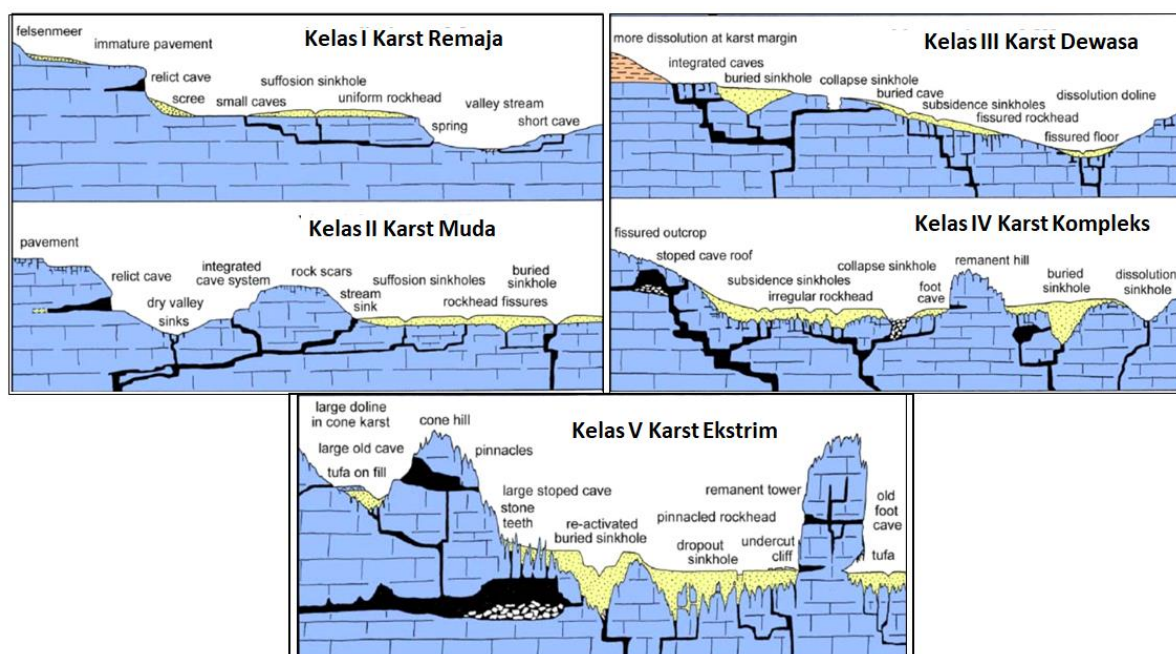 Kelas I Karst Remaja
felsenmeer
immature pavement
relict cave
scree
small caves
suffosion sinkhole
uniform rockhead
spring
valley stream
short cave
Kelas II Karst Muda
pavement
relict cave
dry valley
sinks
integrated
cave system
rock scars
stream
sink
suffosion sinkholes
rockhead fissures
buried
sinkhole
Kelas III Karst Dewasa
more dissolution at karst margin
integrated caves
buried sinkhole
collapse sinkhole
buried cave
subsidence sinkholes
fissured rockhead
dissolution doline
fissured floor
Kelas IV Karst Kompleks
fissured outcrop
stoped cave roof
subsidence sinkholes
irregular rockhead
collapse sinkhole
foot
cave
remanent hill
buried
sinkhole
dissolution
sinkhole
Kelas V Karst Ekstrim
large doline
in cone karst
large old cave
tufa on fill
cone hill
pinnacles
large stoped cave
stone
teeth
re-activated
buried sinkhole
remanent tower
pinnacled rockhead
dropout
sinkhole
undercut
cliff
old
foot
cave
tufa